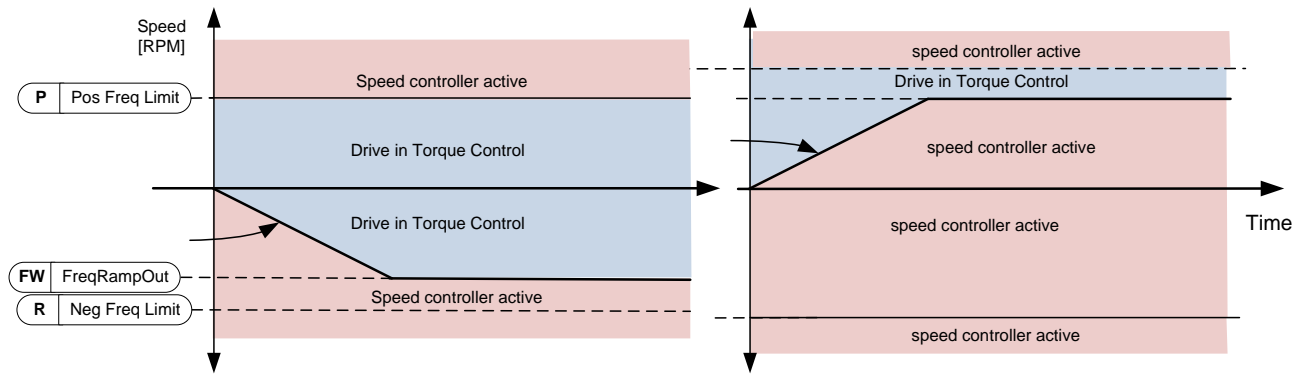 Speed
[RPM]
Speed controller active
P Pos Freq Limit
Drive in Torque Control
Drive in Torque Control
FW FreqRampOut
Speed controller active
R Neg Freq Limit
speed controller active
Drive in Torque Control
speed controller active
speed controller active
Time
speed controller active